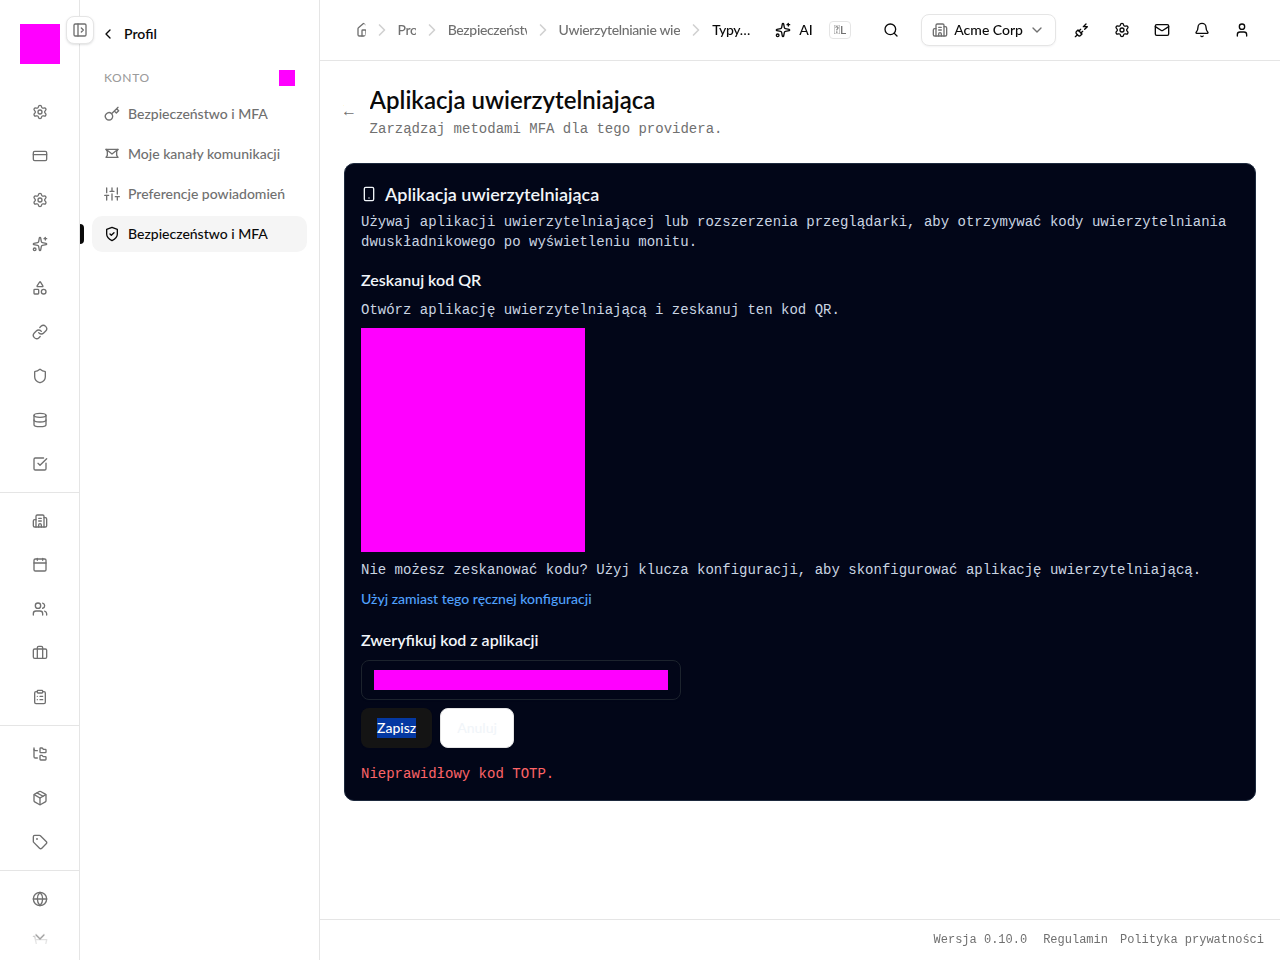 Profil
KONTO
Bezpieczeństwo i MFA
Moje kanały komunikacji
Preferencje powiadomień
Bezpieczeństwo i MFA
Bezpieczeństw
Uwierzytelnianie wie
Typy...
AI
Acme Corp
←
Aplikacja uwierzytelniająca
Zarządzaj metodami MFA dla tego providera.
Aplikacja uwierzytelniająca
Używaj aplikacji uwierzytelniającej lub rozszerzenia przeglądarki, aby otrzymywać kody uwierzytelniania
dwuskładnikowego po wyświetleniu monitu.
Zeskanuj kod QR
Otwórz aplikację uwierzytelniającą i zeskanuj ten kod QR.
Nie możesz zeskanować kodu? Użyj klucza konfiguracji, aby skonfigurować aplikację uwierzytelniającą.
Użyj zamiast tego ręcznej konfiguracji
Zweryfikuj kod z aplikacji
Zapisz
Anuluj
Nieprawidłowy kod TOTP.
Wersja 0.10.0
Regulamin
Polityka prywatności